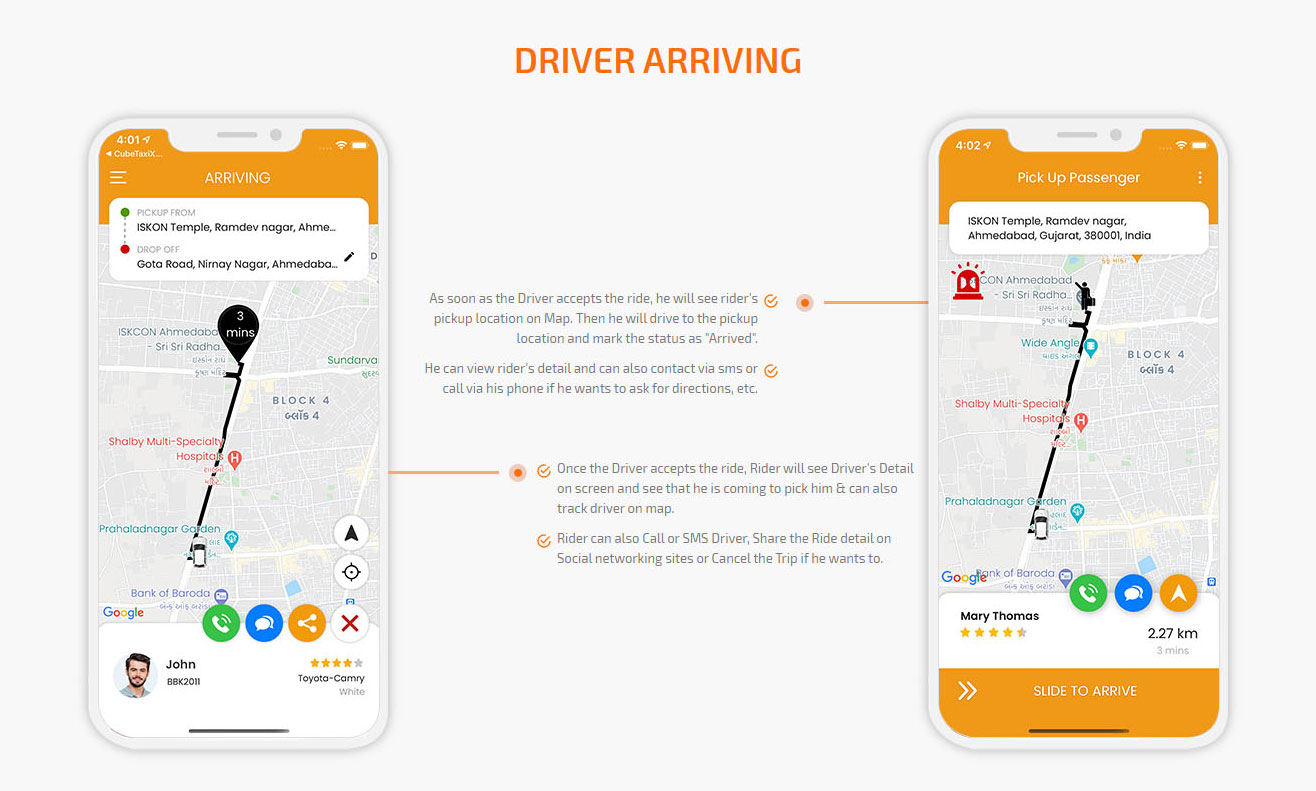 DRIVER ARRIVING
4:01
CubeTaxiX...
ARRIVING
PICKUP FROM
ISKON Temple, Ramdev nagar, Ahme...
DROP OFF
Gota Road, Nirnay Nagar, Ahmedaba...
D
3
mins
ISKCON Ahmedaba
- Sri Sri Radha...
Sundarva
BLOCK 4
બ્લૉક 4
Shalby Multi-Specialty
Hospitals
Prahaladnagar Garden
Bank of Baroda
Google
John
BBK2011
Toyota-Camry
White
As soon as the Driver accepts the ride, he will see rider's
pickup location on Map. Then he will drive to the pickup
location and mark the status as "Arrived".
He can view rider's detail and can also contact via sms or
call via his phone if he wants to ask for directions, etc.
Once the Driver accepts the ride, Rider will see Driver's Detail
on screen and see that he is coming to pick him & can also
track driver on map.
Rider can also Call or SMS Driver, Share the Ride detail on
Social networking sites or Cancel the Trip if he wants to.
4:02
Pick Up Passenger
ISKON Temple, Ramdev nagar,
Ahmedabad, Gujarat, 380001, India
SCON Ahmedabad
- Sri Sri Radha...
Wide Angle
BLOCK 4
બ્લૉક 4
Shalby Multi-Specialty
Hospitals
Prahaladnagar Garden
Bank of Baroda
Google
Mary Thomas
2.27 km
3 mins
SLIDE TO ARRIVE